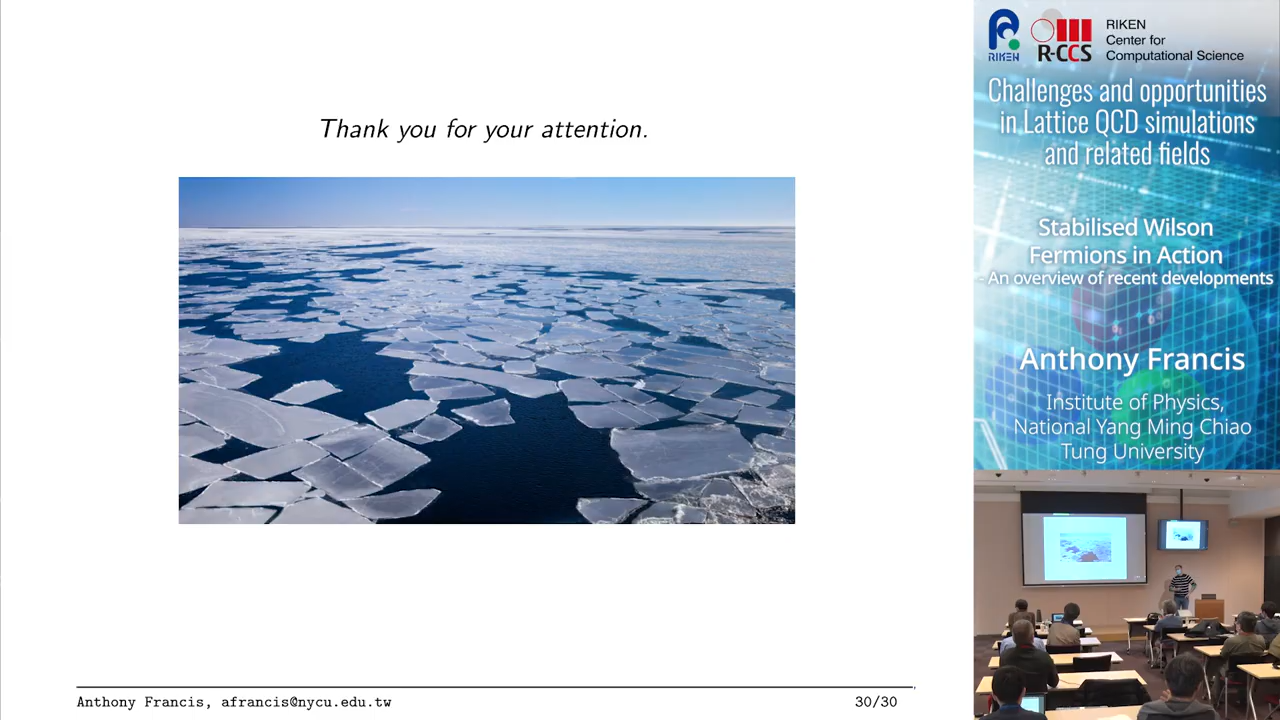 Thank you for your attention.
Anthony Francis, afrancis@nycu.edu.tw
30/30
RIKEN
R-CCS
RIKEN
Center for
Computational Science
Challenges and opportunities
in Lattice QCD simulations
and related fields
Stabilised Wilson
Fermions in Action
- An overview of recent developments
Anthony Francis
Institute of Physics,
National Yang Ming Chiao
Tung University